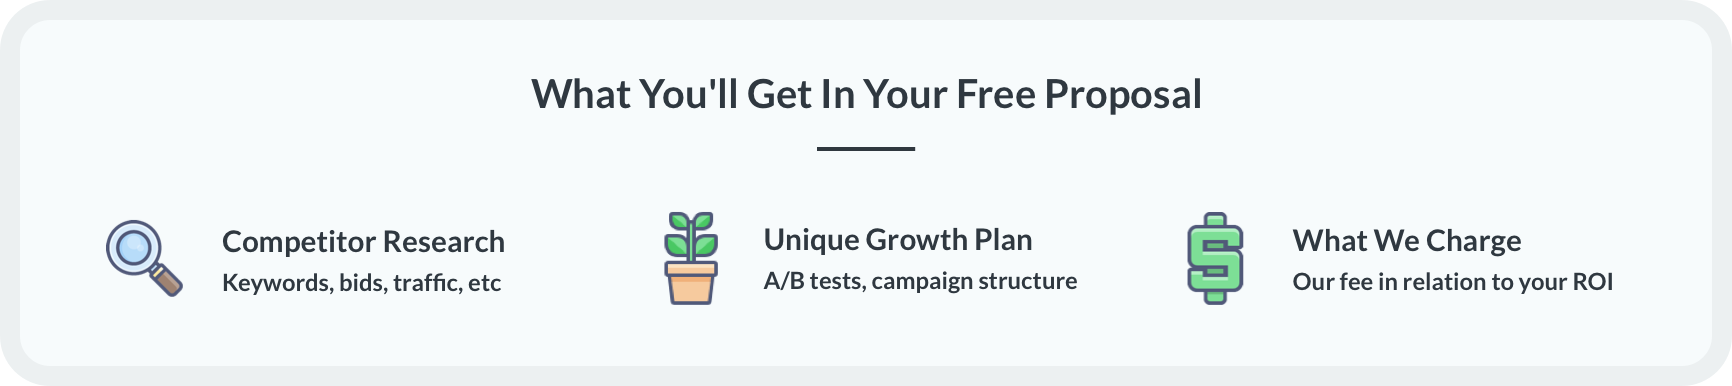 What You'll Get In Your Free Proposal
Competitor Research
Keywords, bids, traffic, etc
Unique Growth Plan
A/B tests, campaign structure
What We Charge
Our fee in relation to your ROI